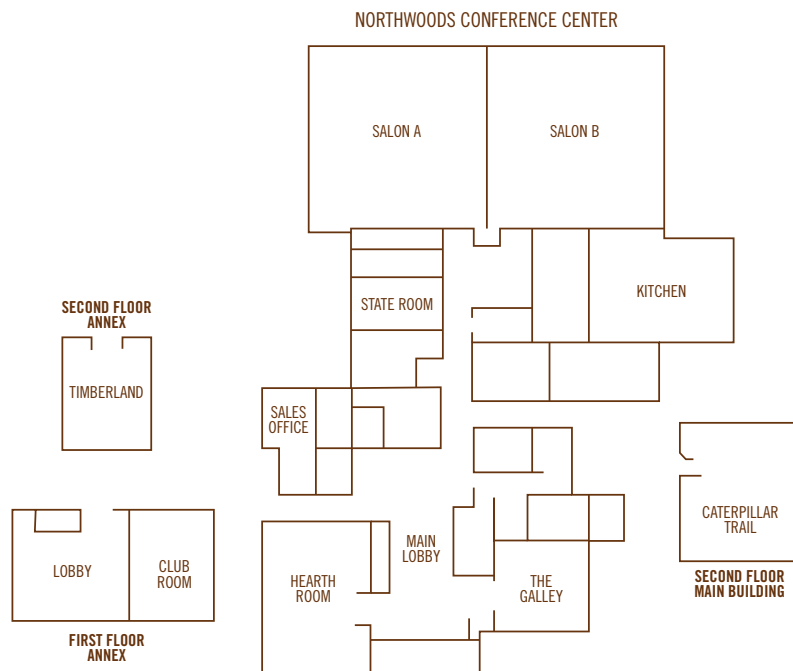 NORTHWOODS CONFERENCE CENTER
SALON A
SALON B
KITCHEN
STATE ROOM
SECOND FLOOR
ANNEX
TIMBERLAND
SALES
OFFICE
CATERPILLAR
TRAIL
SECOND FLOOR
MAIN BUILDING
MAIN
LOBBY
LOBBY
CLUB
ROOM
HEARTH
ROOM
THE
GALLEY
FIRST FLOOR
ANNEX